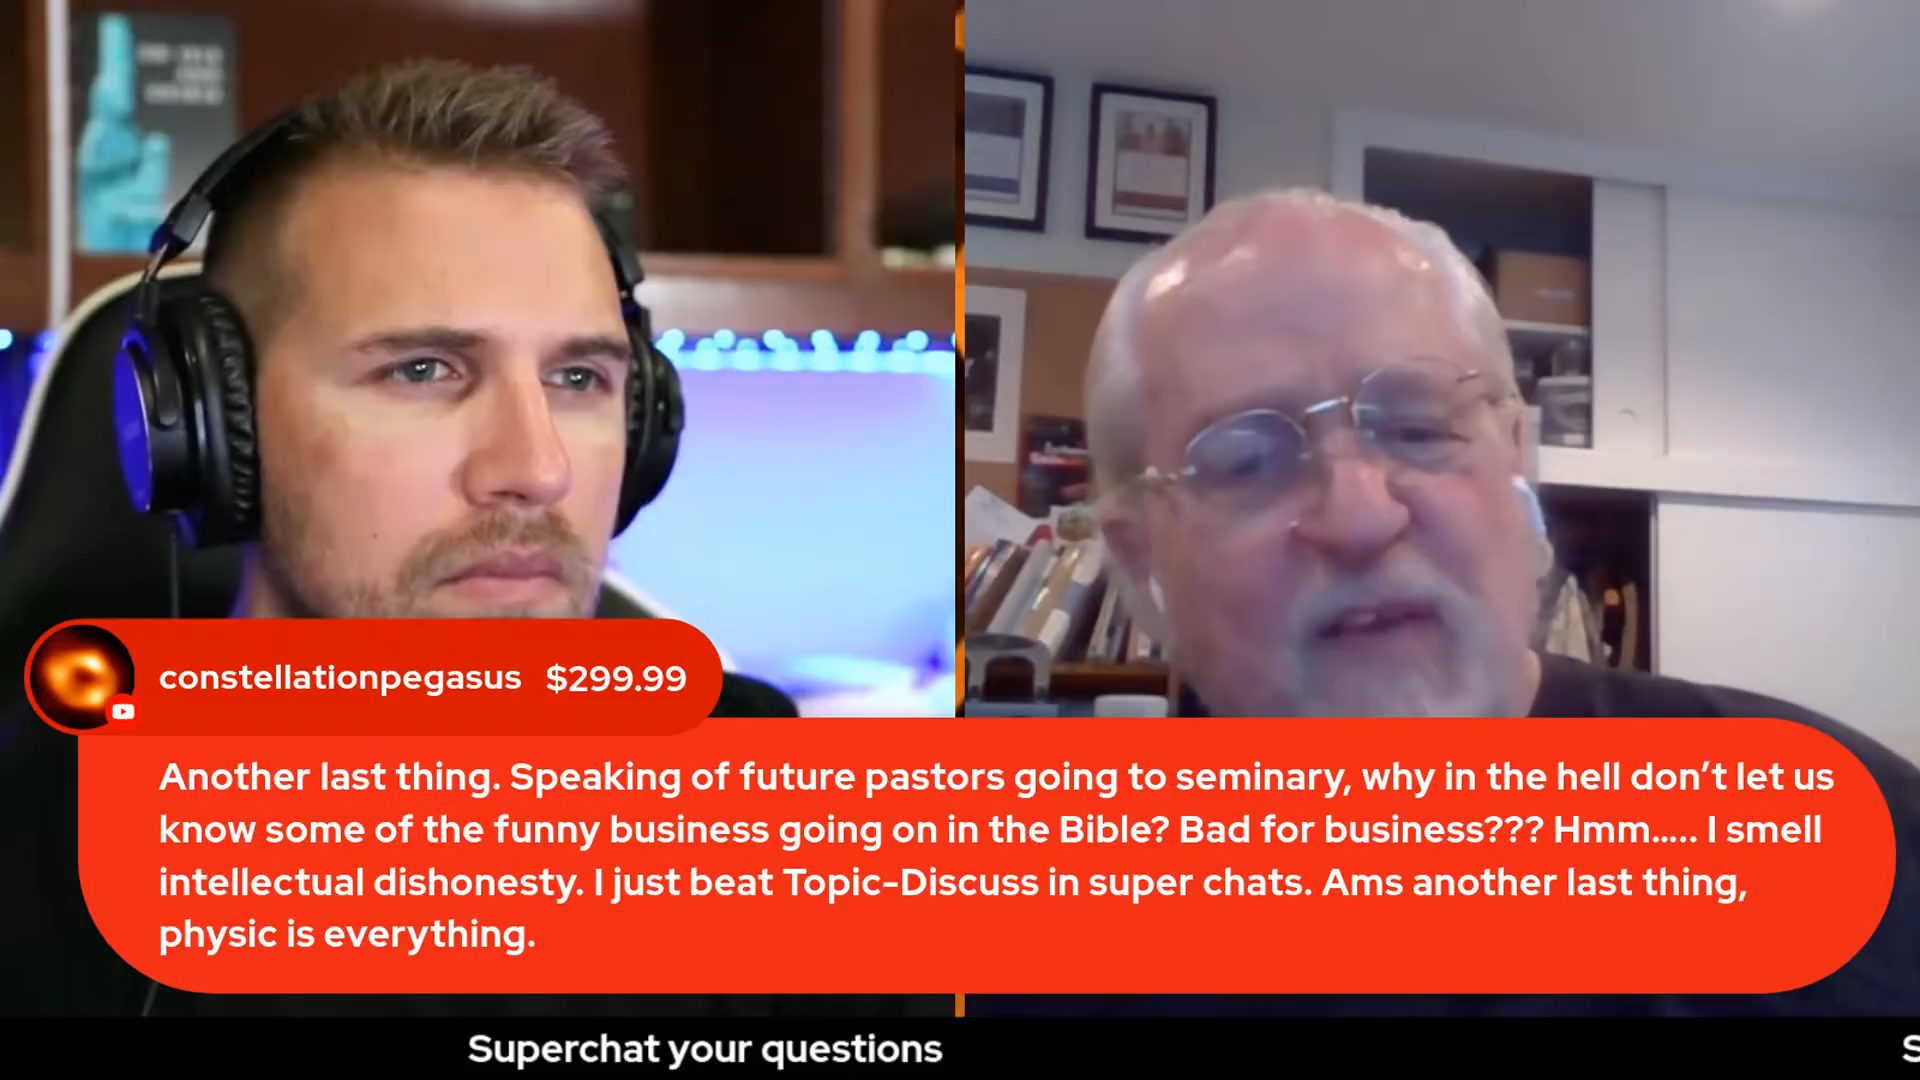 constellationpegasus $299.99
Another last thing. Speaking of future pastors going to seminary, why in the hell don’t let us
know some of the funny business going on in the Bible? Bad for business??? Hmm..... I smell
intellectual dishonesty. I just beat Topic-Discuss in super chats. Ams another last thing,
physic is everything.
Superchat your questions